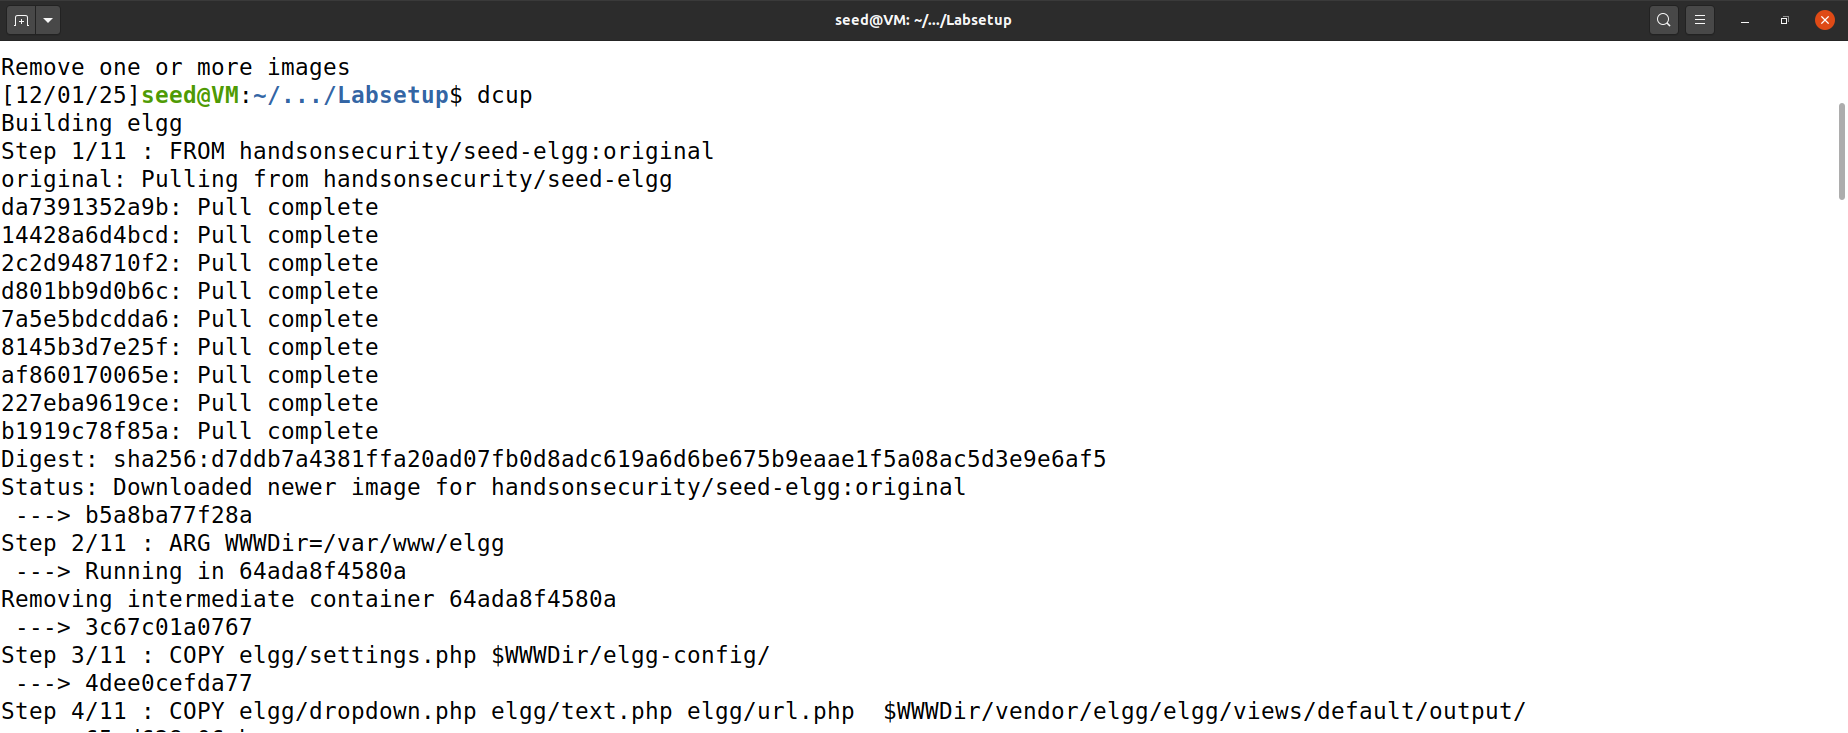 seed@VM: ~/.../Labsetup
Remove one or more images
[12/01/25]seed@VM:~/.../Labsetup$ dcup
Building elgg
Step 1/11 : FROM handsonsecurity/seed-elgg:original
original: Pulling from handsonsecurity/seed-elgg
da7391352a9b: Pull complete
14428a6d4bcd: Pull complete
2c2d948710f2: Pull complete
d801bb9d0b6c: Pull complete
7a5e5bdcdda6: Pull complete
8145b3d7e25f: Pull complete
af860170065e: Pull complete
227eba9619ce: Pull complete
b1919c78f85a: Pull complete
Digest: sha256:d7ddb7a4381ffa20ad07fb0d8adc619a6d6be675b9eaae1f5a08ac5d3e9e6af5
Status: Downloaded newer image for handsonsecurity/seed-elgg:original
 ---> b5a8ba77f28a
Step 2/11 : ARG WWWDir=/var/www/elgg
 ---> Running in 64ada8f4580a
Removing intermediate container 64ada8f4580a
 ---> 3c67c01a0767
Step 3/11 : COPY elgg/settings.php $WWWDir/elgg-config/
 ---> 4dee0cefda77
Step 4/11 : COPY elgg/dropdown.php elgg/text.php elgg/url.php  $WWWDir/vendor/elgg/elgg/views/default/output/